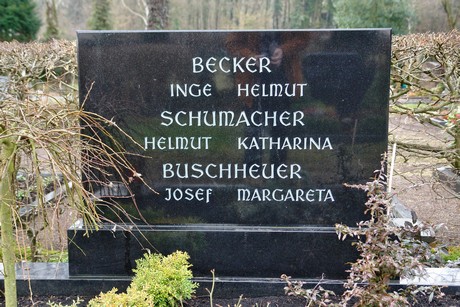 BECKER
INGE HELMUT
SCHUMACHER
HELMUT KATHARINA
BUSCHHEUER
JOSEF MARGARETA